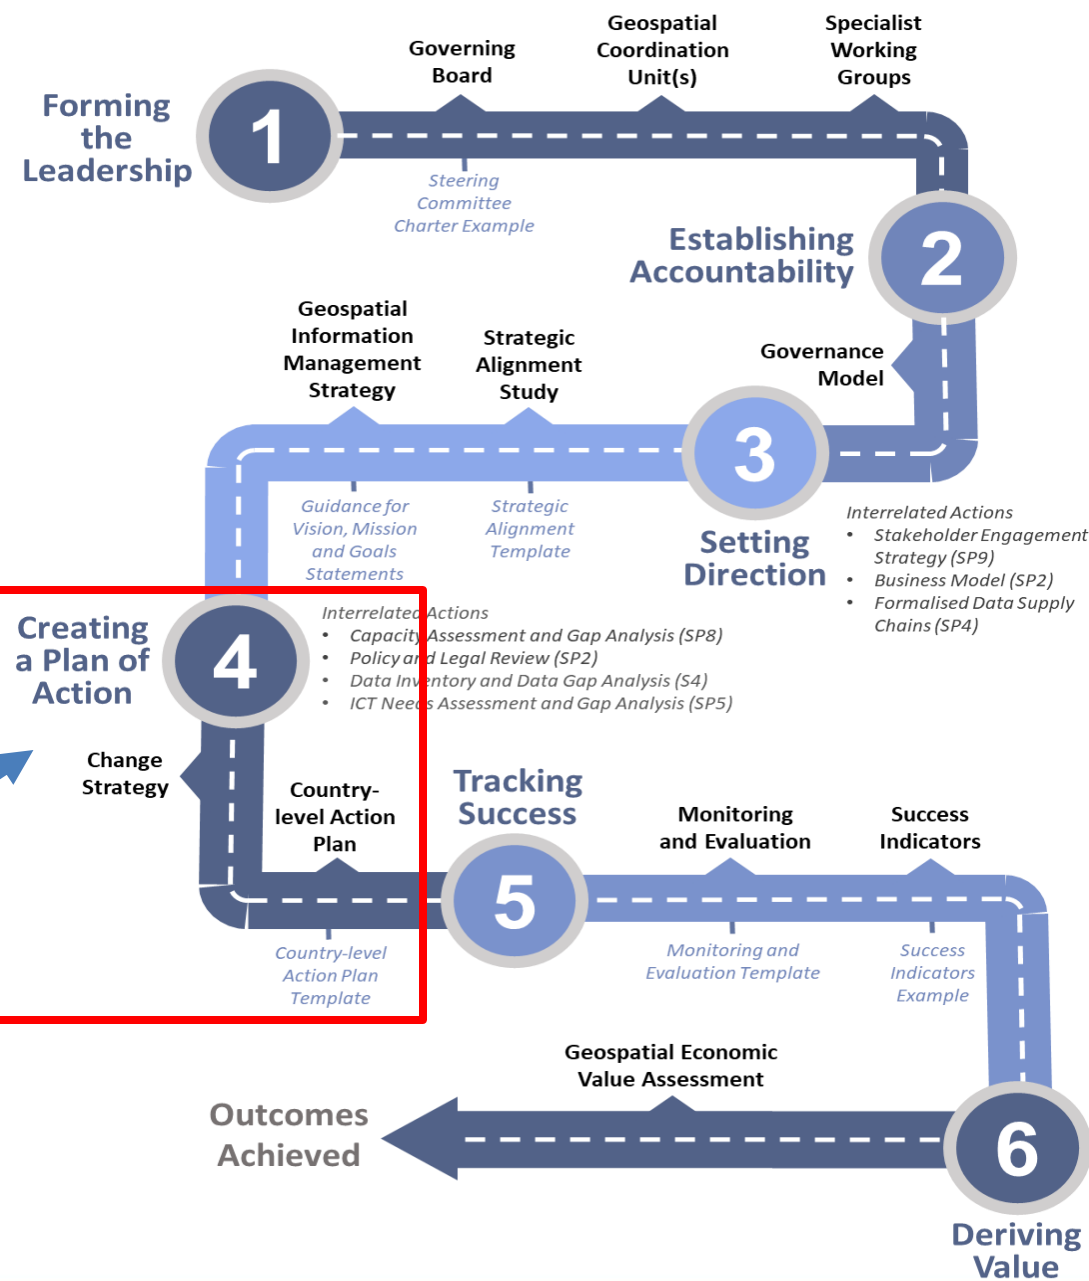 Forming
the
Leadership
1
Governing
Board
Geospatial
Coordination
Unit(s)
Specialist
Working
Groups
Steering
Committee
Charter Example
Establishing
Accountability
2
Governance
Model
Geospatial
Information
Management
Strategy
Strategic
Alignment
Study
3
Setting
Direction
Guidance for
Vision, Mission
and Goals
Statements
Strategic
Alignment
Template
Interrelated Actions
• Stakeholder Engagement
Strategy (SP9)
• Business Model (SP2)
• Formalised Data Supply
Chains (SP4)
Creating
a Plan of
Action
4
Interrelated Actions
• Capacity Assessment and Gap Analysis (SP8)
• Policy and Legal Review (SP2)
• Data Inventory and Data Gap Analysis (S4)
• ICT Needs Assessment and Gap Analysis (SP5)
Change
Strategy
Country-
level Action
Plan
Country-level
Action Plan
Template
Tracking
Success
5
Monitoring
and Evaluation
Success
Indicators
Monitoring and
Evaluation Template
Success
Indicators
Example
Geospatial Economic
Value Assessment
Outcomes
Achieved
6
Deriving
Value